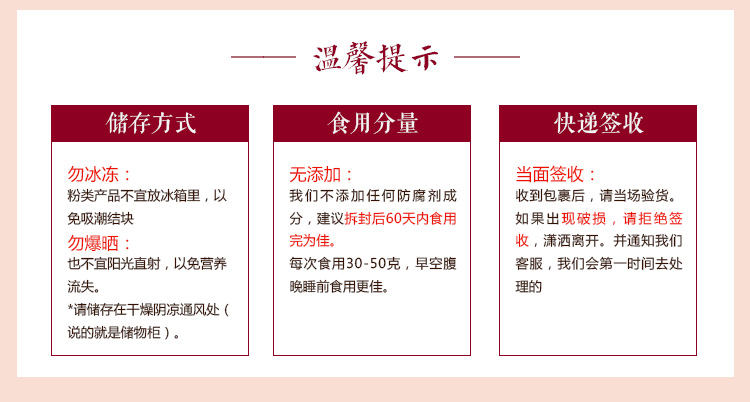 温馨提示
储存方式
勿冰冻：
粉类产品不宜放冰箱里，以
免吸潮结块
勿爆晒：
也不宜阳光直射，以免营养
流失。
*请储存在干燥阴凉通风处（
说的就是储物柜）。
食用分量
无添加：
我们不添加任何防腐剂成
分，建议拆封后60天内食用
完为佳。
每次食用30-50克，早空腹
晚睡前食用更佳。
快递签收
当面签收：
收到包裹后，请当场验货。
如果出现破损，请拒绝签
收，潇洒离开。并通知我们
客服，我们会第一时间去处
理的